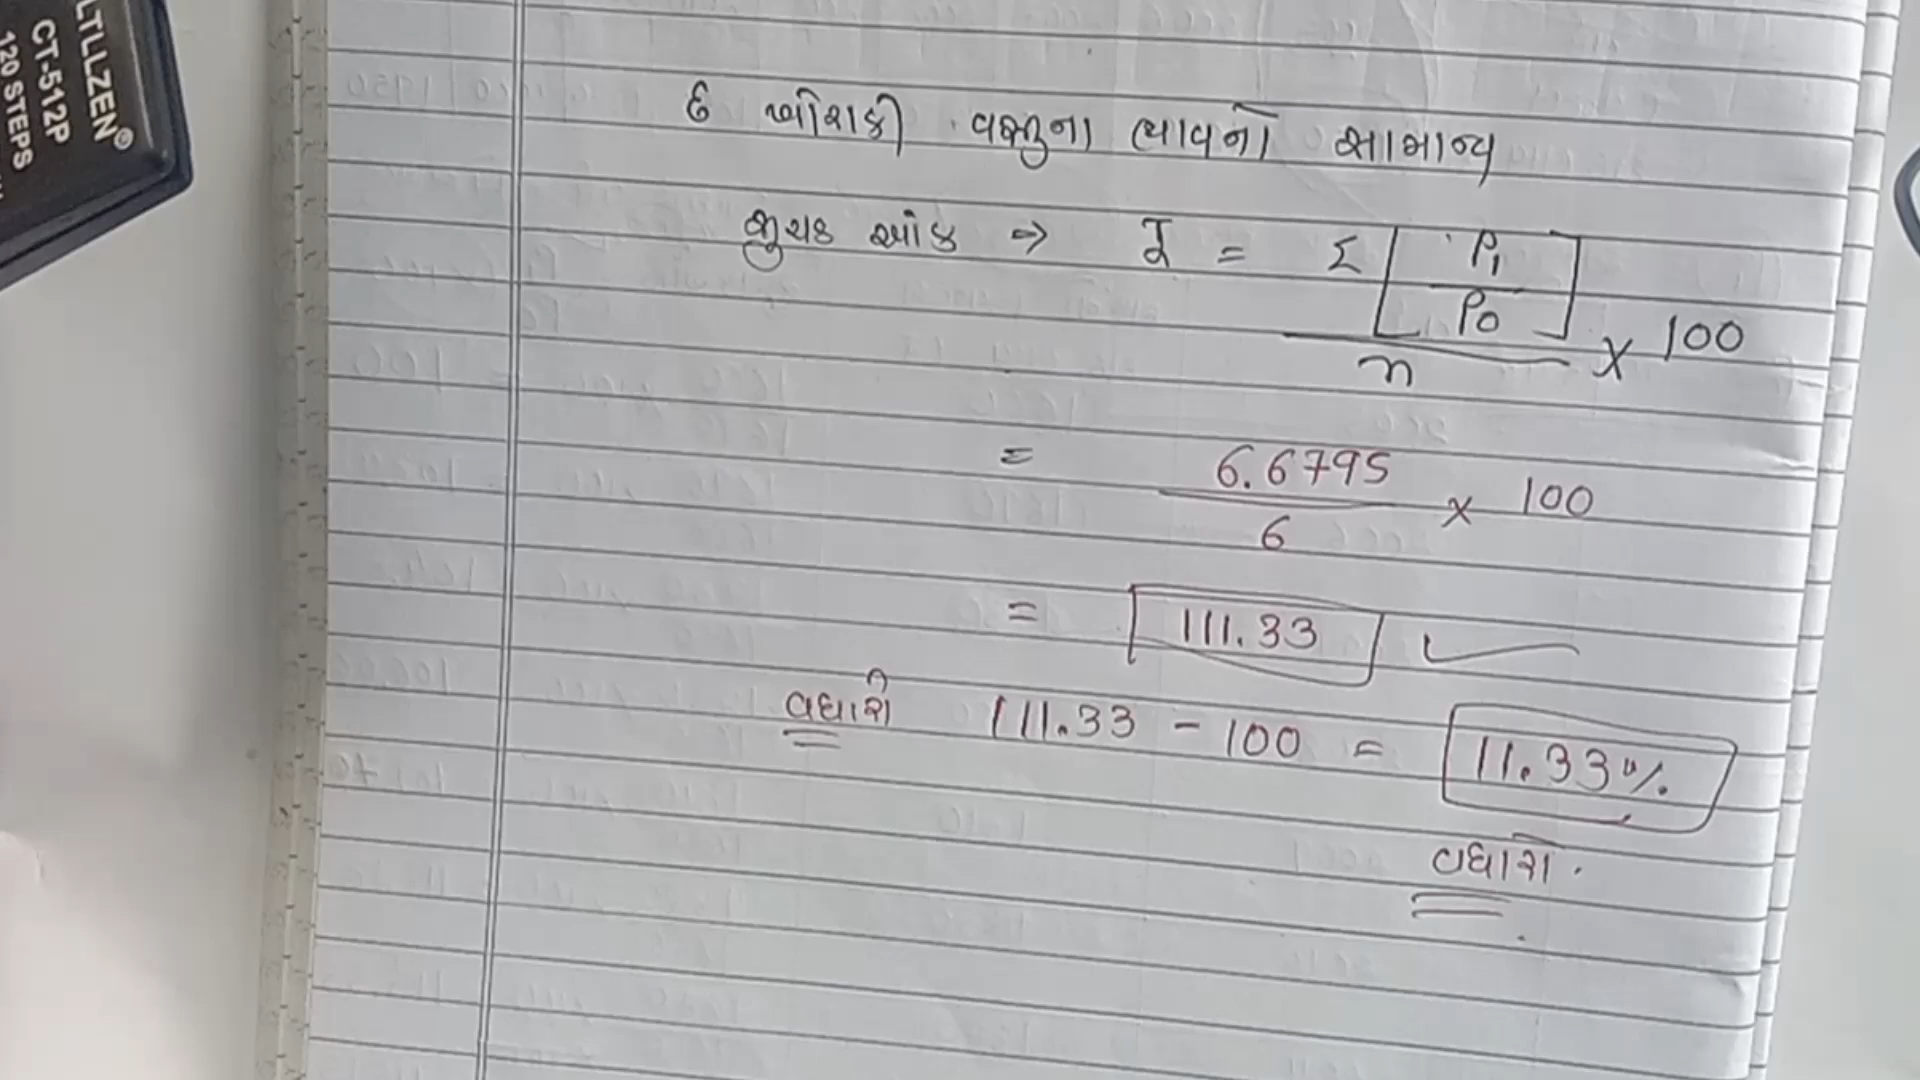 LTLLZEN®
CT-512P
120 STEPS
૬ ખોરાકી વસ્તુના ભાવનો સામાન્ય
સુચક આંક ⇒ I = Σ [ P₁ / P₀ ] / n × 100
= 6.6795 / 6 × 100
= 111.33 ✓
વધારો 111.33 - 100 = 11.33%
વધારો.